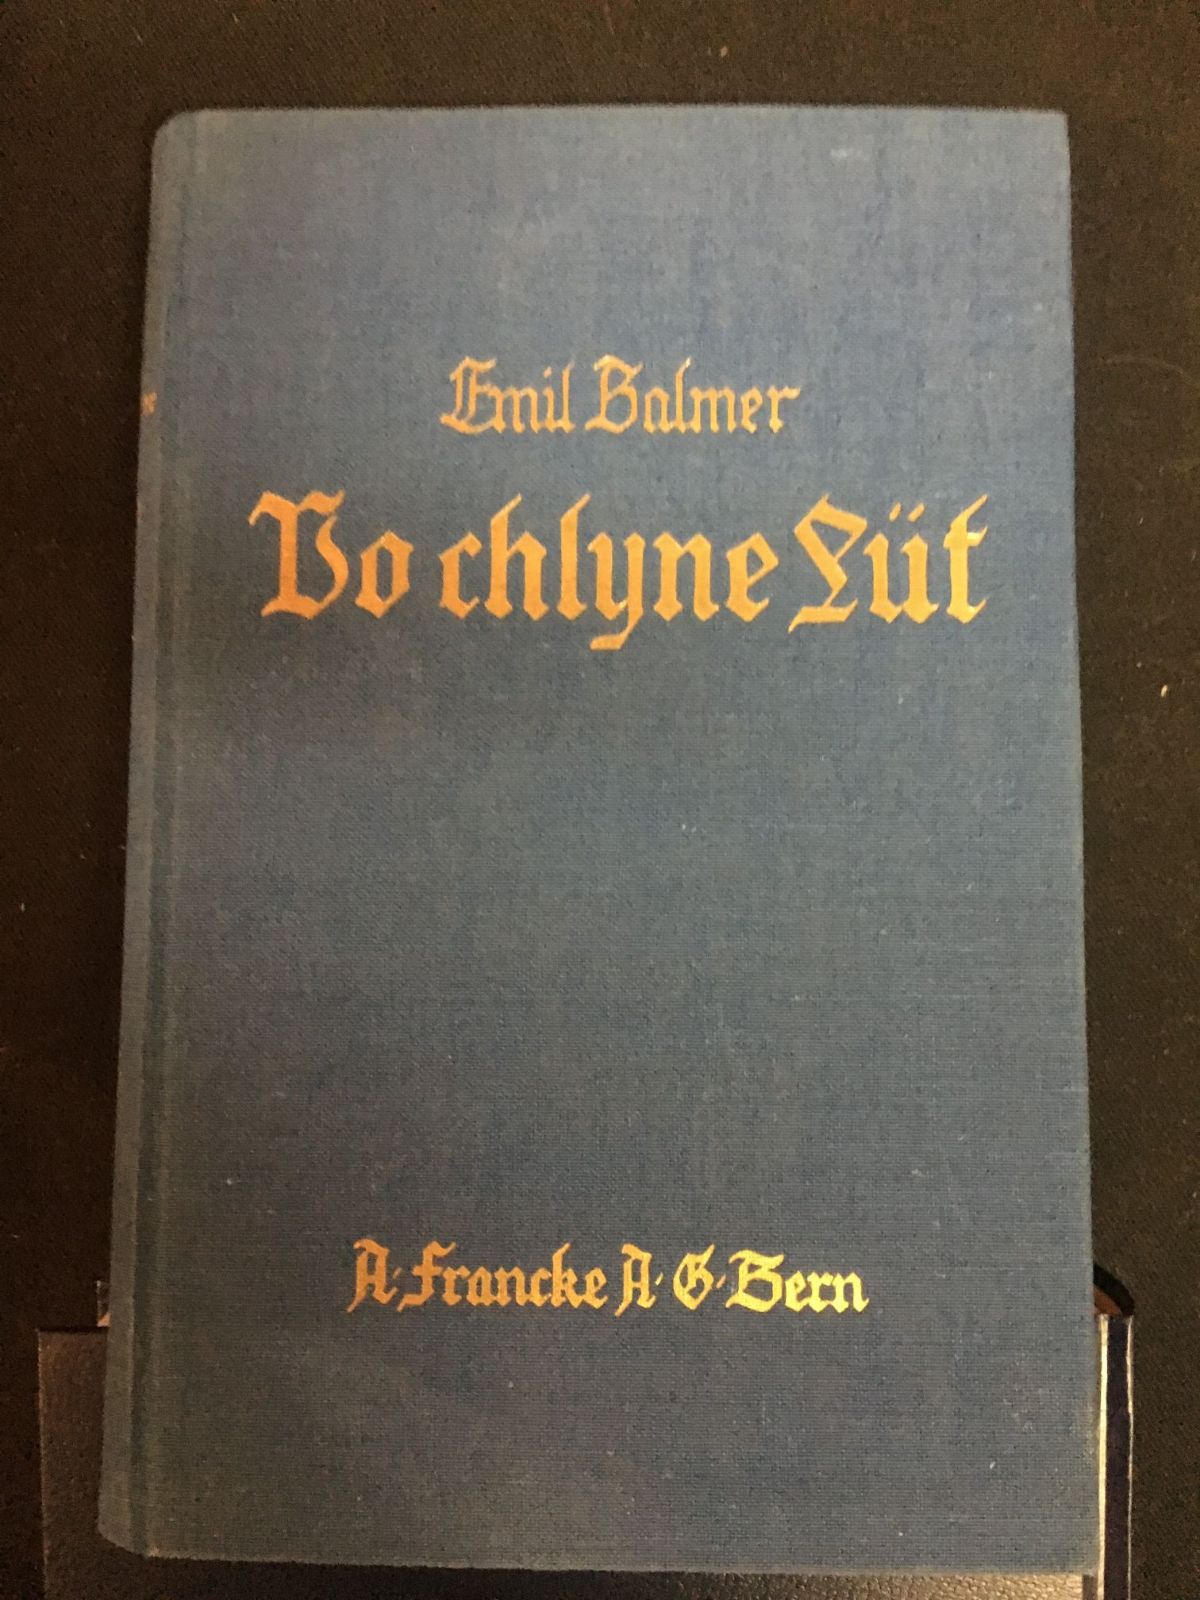 Emil Balmer
Vo chlyne Lüt
A. Francke A. G. Bern